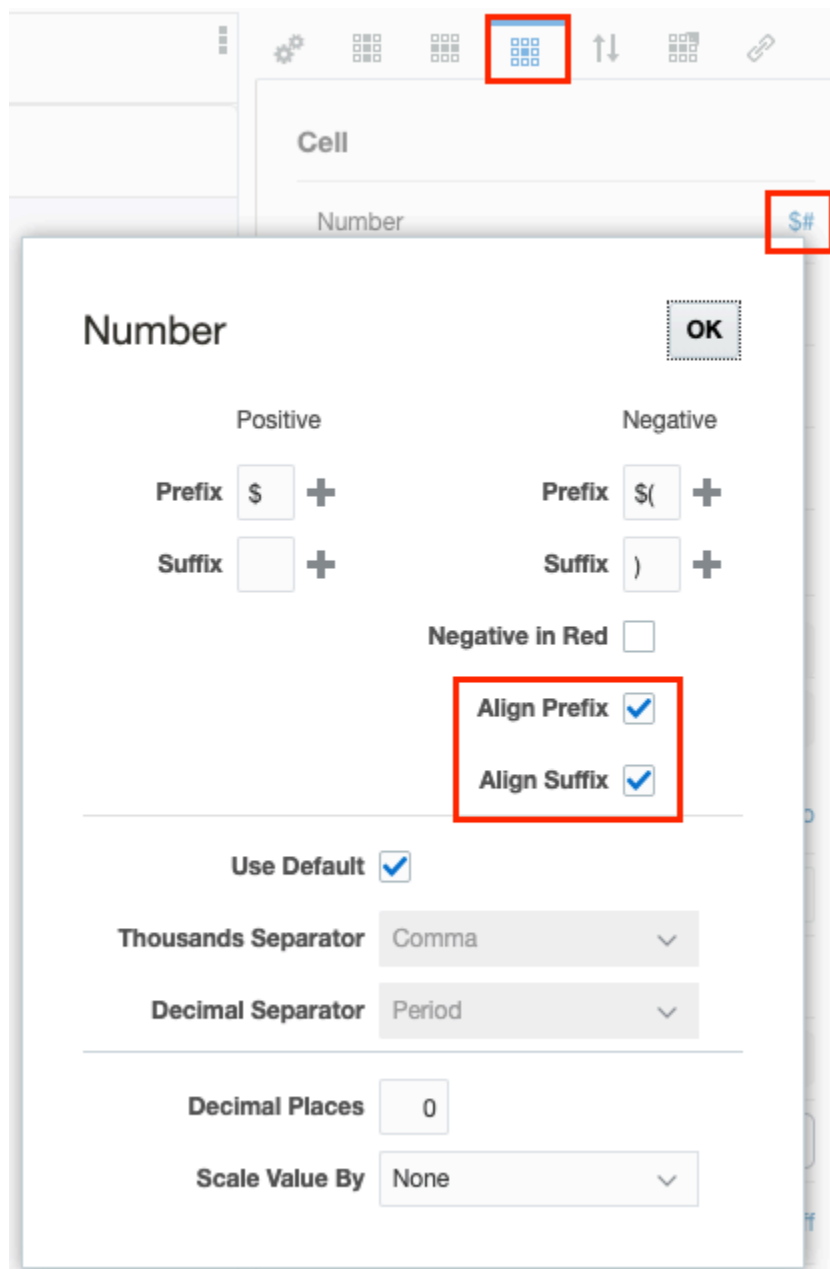 Cell
Number $#
Number OK
Positive Negative
Prefix $ Prefix $(
Suffix Suffix )
Negative in Red
Align Prefix
Align Suffix
Use Default
Thousands Separator Comma
Decimal Separator Period
Decimal Places 0
Scale Value By None